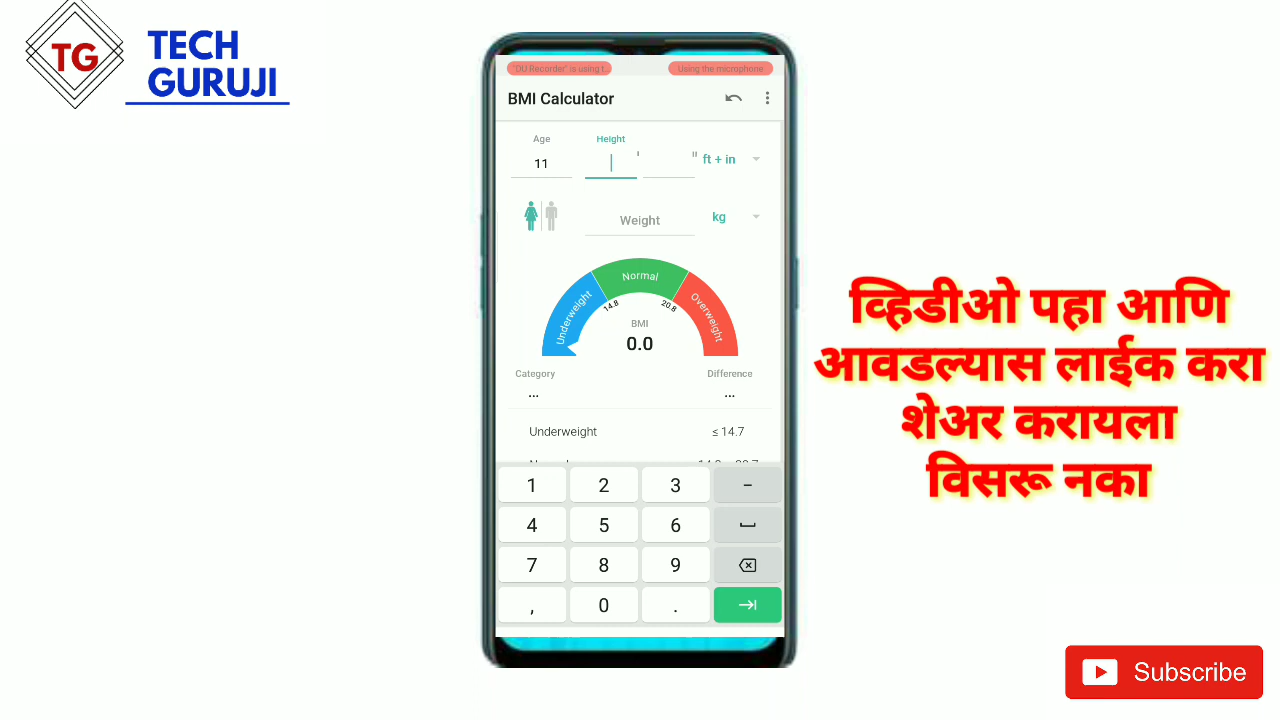 TG
TECH
GURUJI
"DU Recorder" is using t..
Using the microphone
BMI Calculator
Age
Height
11
'
"
ft + in
Weight
kg
Underweight
Normal
Overweight
14.8
20.8
BMI
0.0
Category
Difference
...
...
Underweight
≤ 14.7
1 2 3 −
4 5 6
7 8 9
, 0 .
व्हिडीओ पहा आणि
आवडल्यास लाईक करा
शेअर करायला
विसरू नका
Subscribe